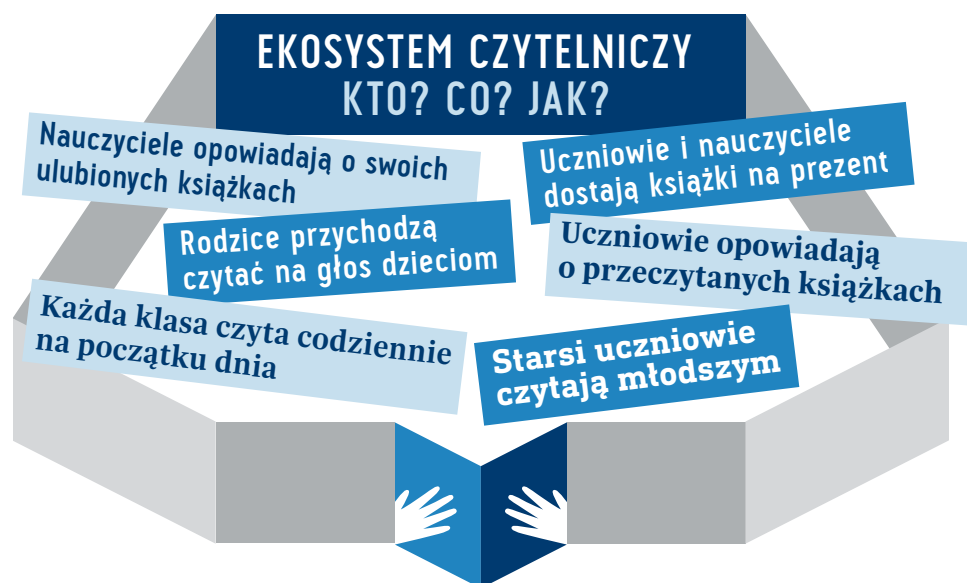 EKOSYSTEM CZYTELNICZY
KTO? CO? JAK?
Nauczyciele opowiadają o swoich
ulubionych książkach
Uczniowie i nauczyciele
dostają książki na prezent
Rodzice przychodzą
czytać na głos dzieciom
Uczniowie opowiadają
o przeczytanych książkach
Każda klasa czyta codziennie
na początku dnia
Starsi uczniowie
czytają młodszym